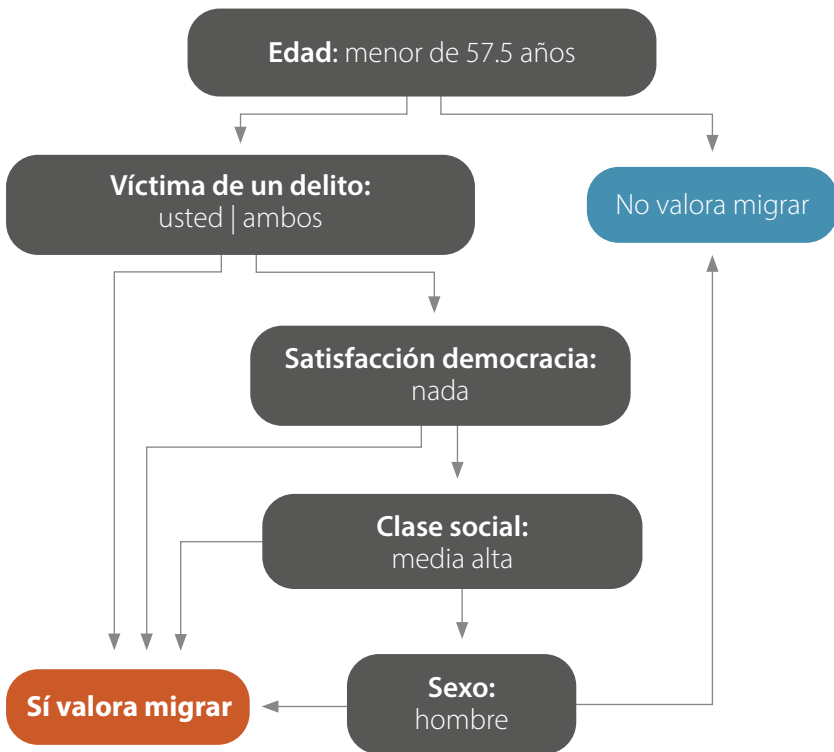 Edad: menor de 57.5 años
Víctima de un delito:
usted | ambos
No valora migrar
Satisfacción democracia:
nada
Clase social:
media alta
Sí valora migrar
Sexo:
hombre